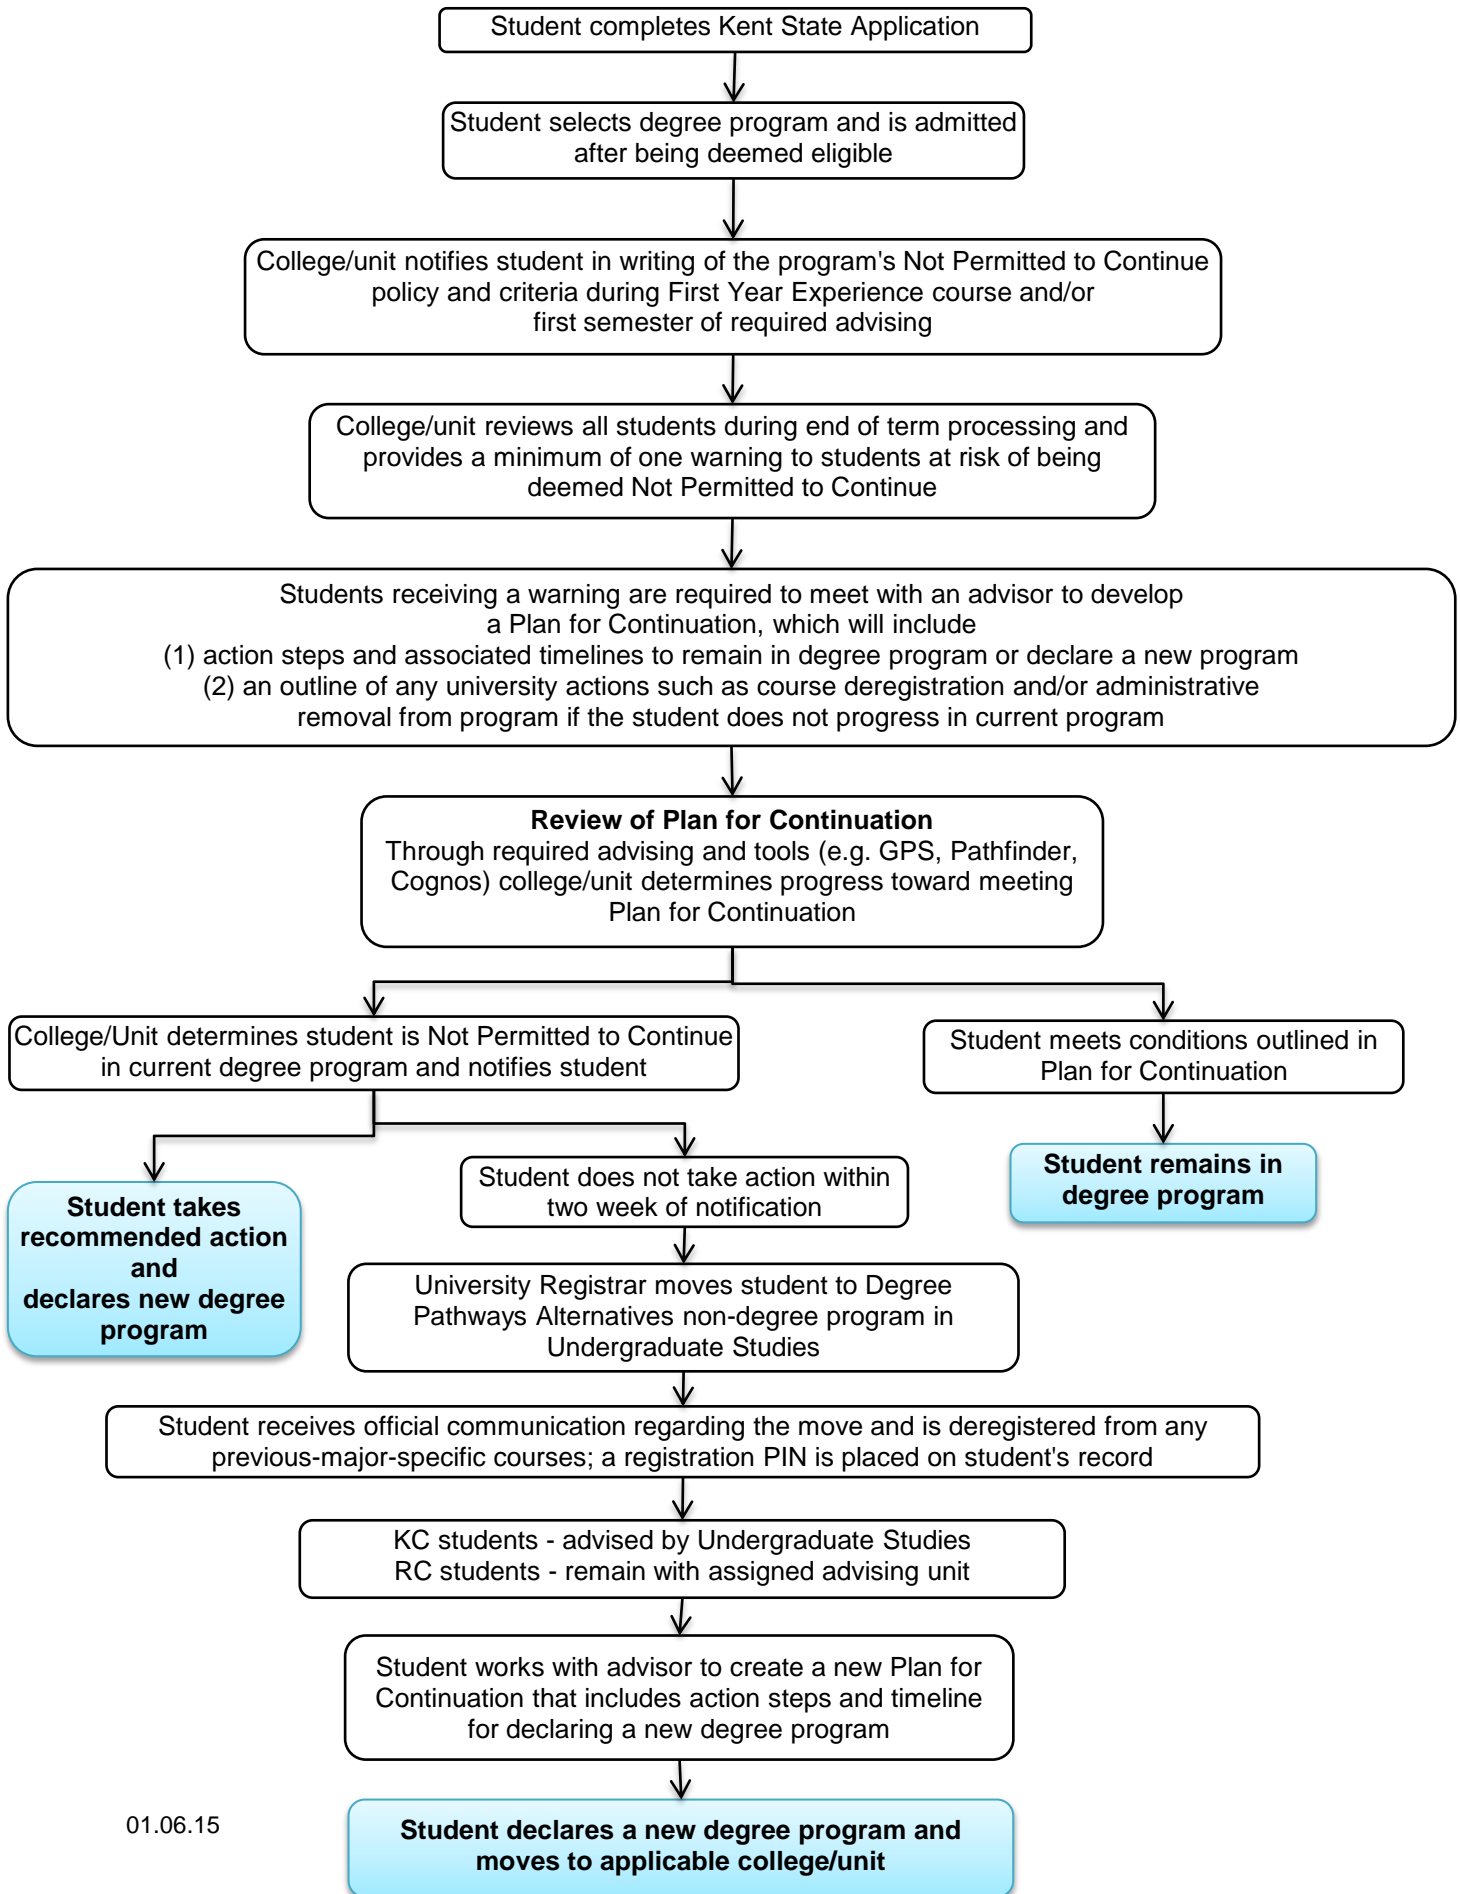 Student completes Kent State Application
Student selects degree program and is admitted
after being deemed eligible
College/unit notifies student in writing of the program's Not Permitted to Continue
policy and criteria during First Year Experience course and/or
first semester of required advising
College/unit reviews all students during end of term processing and
provides a minimum of one warning to students at risk of being
deemed Not Permitted to Continue
Students receiving a warning are required to meet with an advisor to develop
a Plan for Continuation, which will include
(1) action steps and associated timelines to remain in degree program or declare a new program
(2) an outline of any university actions such as course deregistration and/or administrative
removal from program if the student does not progress in current program
Review of Plan for Continuation
Through required advising and tools (e.g. GPS, Pathfinder,
Cognos) college/unit determines progress toward meeting
Plan for Continuation
College/Unit determines student is Not Permitted to Continue
in current degree program and notifies student
Student meets conditions outlined in
Plan for Continuation
Student takes
recommended action
and
declares new degree
program
Student does not take action within
two week of notification
Student remains in
degree program
University Registrar moves student to Degree
Pathways Alternatives non-degree program in
Undergraduate Studies
Student receives official communication regarding the move and is deregistered from any
previous-major-specific courses; a registration PIN is placed on student's record
KC students - advised by Undergraduate Studies
RC students - remain with assigned advising unit
Student works with advisor to create a new Plan for
Continuation that includes action steps and timeline
for declaring a new degree program
01.06.15
Student declares a new degree program and
moves to applicable college/unit